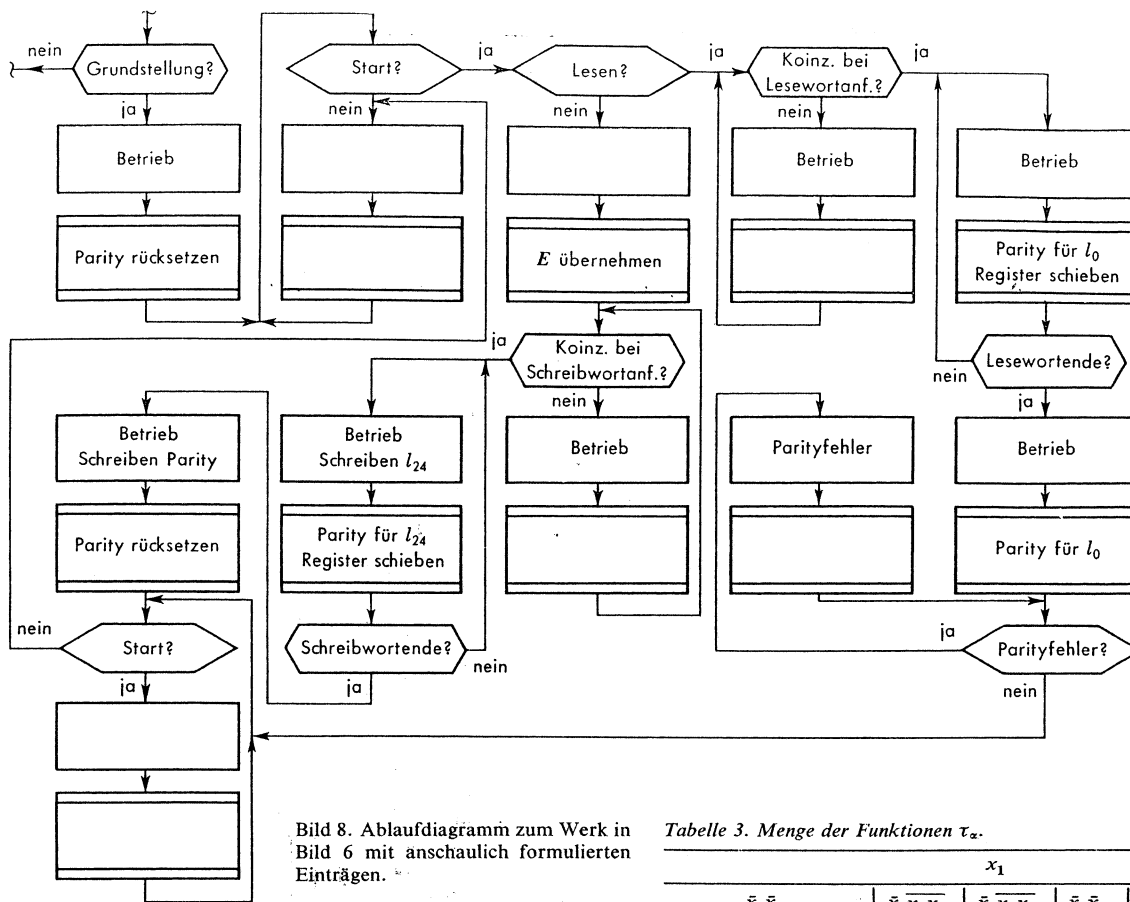 nein
Grundstellung?
ja
Betrieb
Parity rücksetzen
Start?
ja
nein
Lesen?
ja
nein
E übernehmen
Koinz. bei
Lesewortanf.?
ja
nein
Betrieb
Betrieb
Parity für l₀
Register schieben
Lesewortende?
nein
ja
Betrieb
Parity für l₀
Parityfehler?
ja
nein
Parityfehler
Koinz. bei
Schreibwortanf.?
ja
nein
Betrieb
Betrieb
Schreiben l₂₄
Parity für l₂₄
Register schieben
Schreibwortende?
nein
ja
Betrieb
Schreiben Parity
Parity rücksetzen
Start?
nein
ja
Bild 8. Ablaufdiagramm zum Werk in
Bild 6 mit anschaulich formulierten
Einträgen.
Tabelle 3. Menge der Funktionen τ_α.
x₁